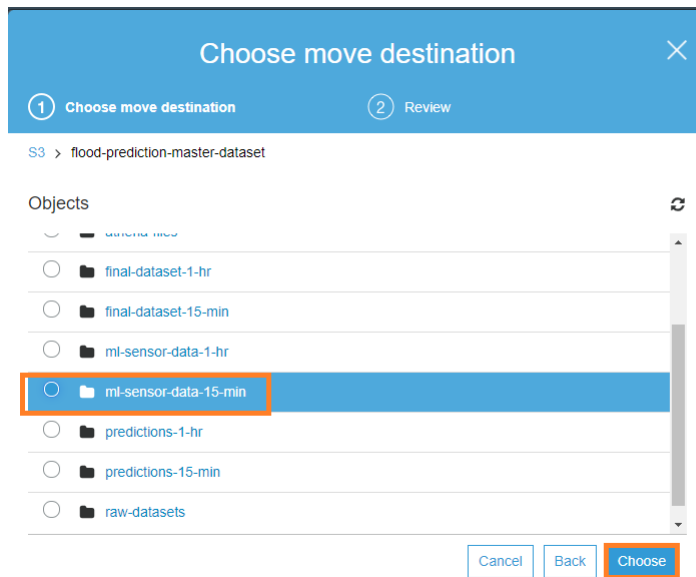 Choose move destination
1 Choose move destination 2 Review
S3 > flood-prediction-master-dataset
Objects
athena-files
final-dataset-1-hr
final-dataset-15-min
ml-sensor-data-1-hr
ml-sensor-data-15-min
predictions-1-hr
predictions-15-min
raw-datasets
Cancel Back Choose